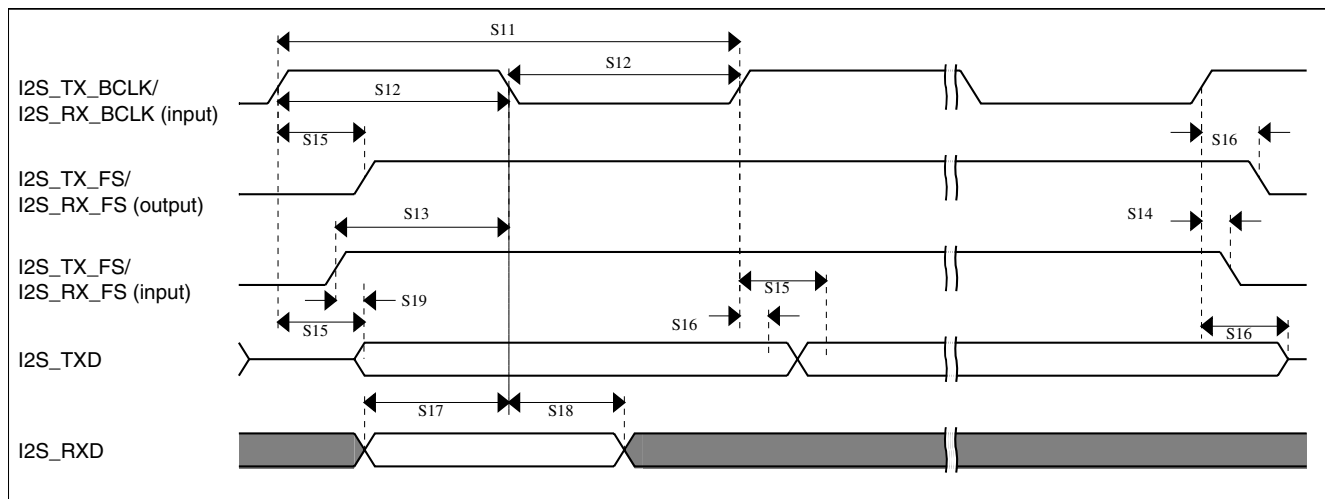 S11
S12
I2S_TX_BCLK/
I2S_RX_BCLK (input)
S12
S15
S16
I2S_TX_FS/
I2S_RX_FS (output)
S13
S14
I2S_TX_FS/
I2S_RX_FS (input)
S19
S15
S15
S16
S16
I2S_TXD
S17
S18
I2S_RXD